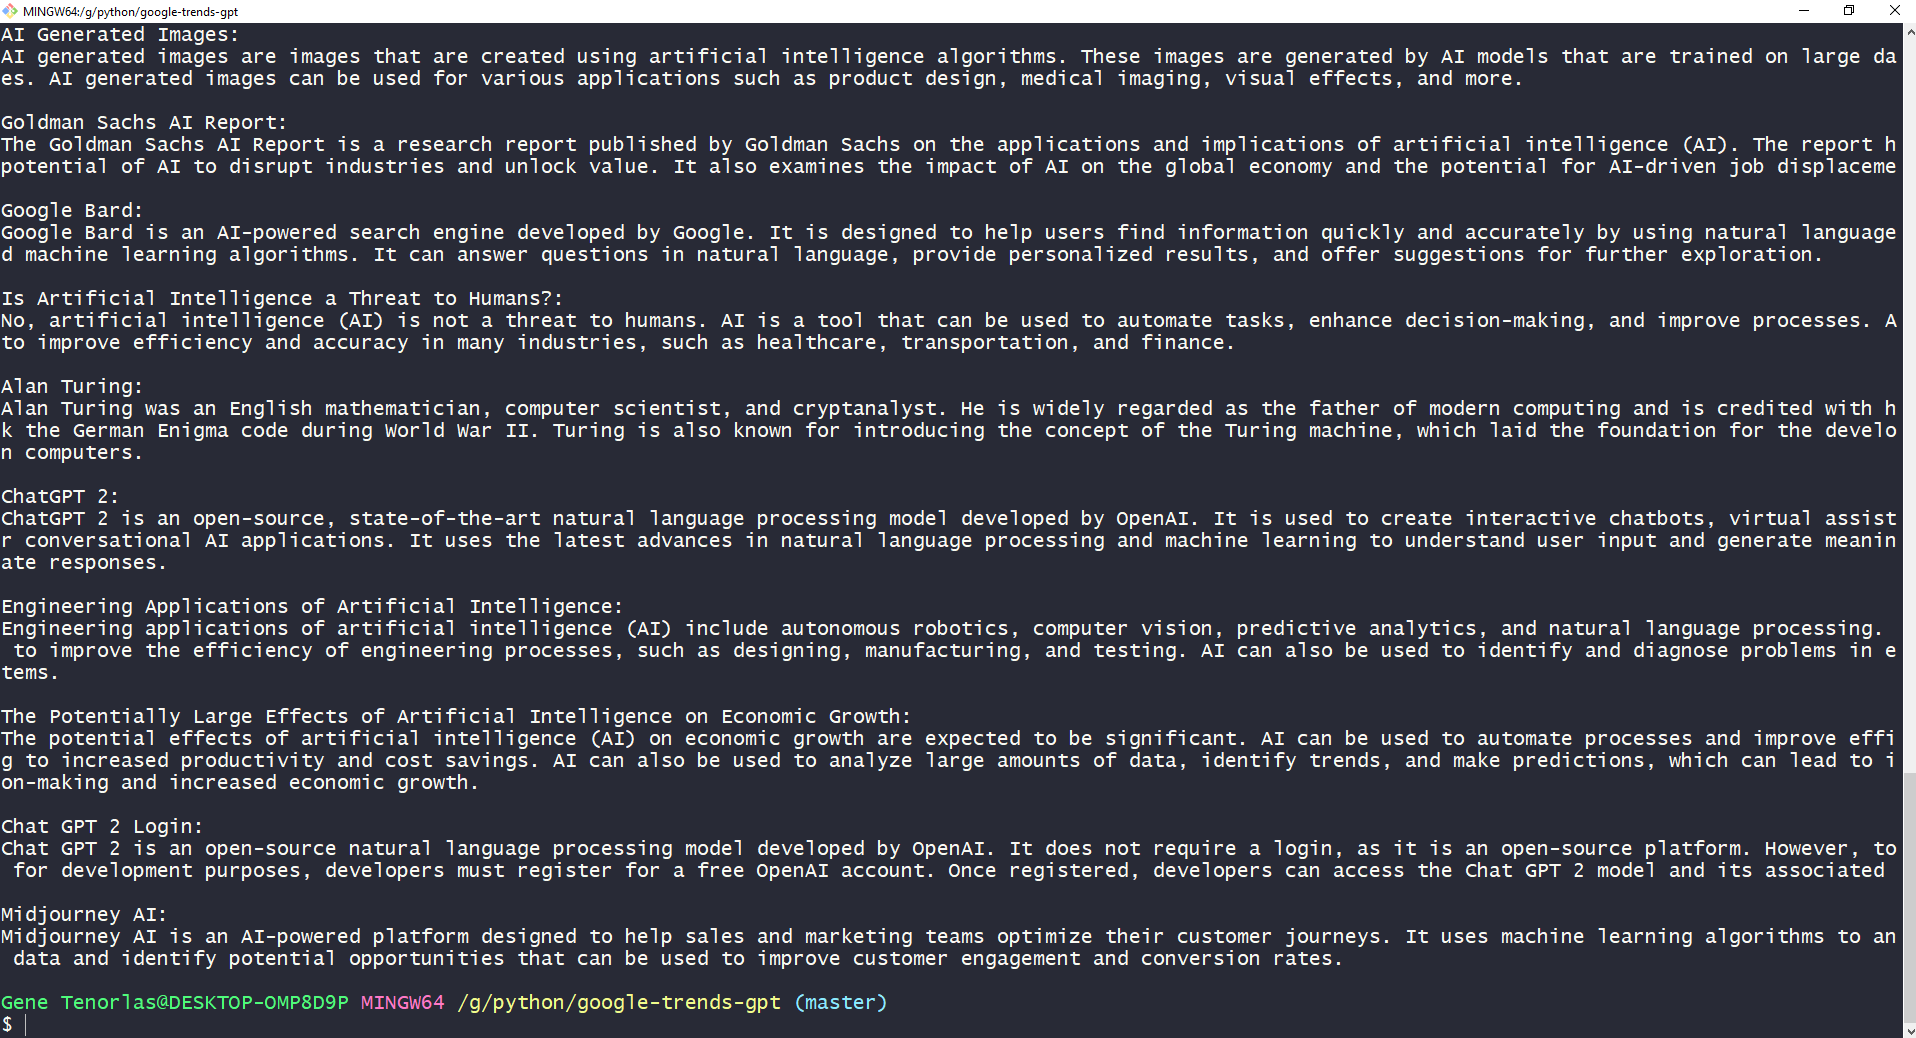 MINGW64:/g/python/google-trends-gpt
AI Generated Images:
AI generated images are images that are created using artificial intelligence algorithms. These images are generated by AI models that are trained on large da
es. AI generated images can be used for various applications such as product design, medical imaging, visual effects, and more.
Goldman Sachs AI Report:
The Goldman Sachs AI Report is a research report published by Goldman Sachs on the applications and implications of artificial intelligence (AI). The report h
potential of AI to disrupt industries and unlock value. It also examines the impact of AI on the global economy and the potential for AI-driven job displaceme
Google Bard:
Google Bard is an AI-powered search engine developed by Google. It is designed to help users find information quickly and accurately by using natural language
d machine learning algorithms. It can answer questions in natural language, provide personalized results, and offer suggestions for further exploration.
Is Artificial Intelligence a Threat to Humans?:
No, artificial intelligence (AI) is not a threat to humans. AI is a tool that can be used to automate tasks, enhance decision-making, and improve processes. A
to improve efficiency and accuracy in many industries, such as healthcare, transportation, and finance.
Alan Turing:
Alan Turing was an English mathematician, computer scientist, and cryptanalyst. He is widely regarded as the father of modern computing and is credited with h
k the German Enigma code during World War II. Turing is also known for introducing the concept of the Turing machine, which laid the foundation for the develo
n computers.
ChatGPT 2:
ChatGPT 2 is an open-source, state-of-the-art natural language processing model developed by OpenAI. It is used to create interactive chatbots, virtual assist
r conversational AI applications. It uses the latest advances in natural language processing and machine learning to understand user input and generate meanin
ate responses.
Engineering Applications of Artificial Intelligence:
Engineering applications of artificial intelligence (AI) include autonomous robotics, computer vision, predictive analytics, and natural language processing.
to improve the efficiency of engineering processes, such as designing, manufacturing, and testing. AI can also be used to identify and diagnose problems in e
tems.
The Potentially Large Effects of Artificial Intelligence on Economic Growth:
The potential effects of artificial intelligence (AI) on economic growth are expected to be significant. AI can be used to automate processes and improve effi
g to increased productivity and cost savings. AI can also be used to analyze large amounts of data, identify trends, and make predictions, which can lead to i
on-making and increased economic growth.
Chat GPT 2 Login:
Chat GPT 2 is an open-source natural language processing model developed by OpenAI. It does not require a login, as it is an open-source platform. However, to
for development purposes, developers must register for a free OpenAI account. Once registered, developers can access the Chat GPT 2 model and its associated
Midjourney AI:
Midjourney AI is an AI-powered platform designed to help sales and marketing teams optimize their customer journeys. It uses machine learning algorithms to an
data and identify potential opportunities that can be used to improve customer engagement and conversion rates.
Gene Tenorlas@DESKTOP-OMP8D9P MINGW64 /g/python/google-trends-gpt (master)
$